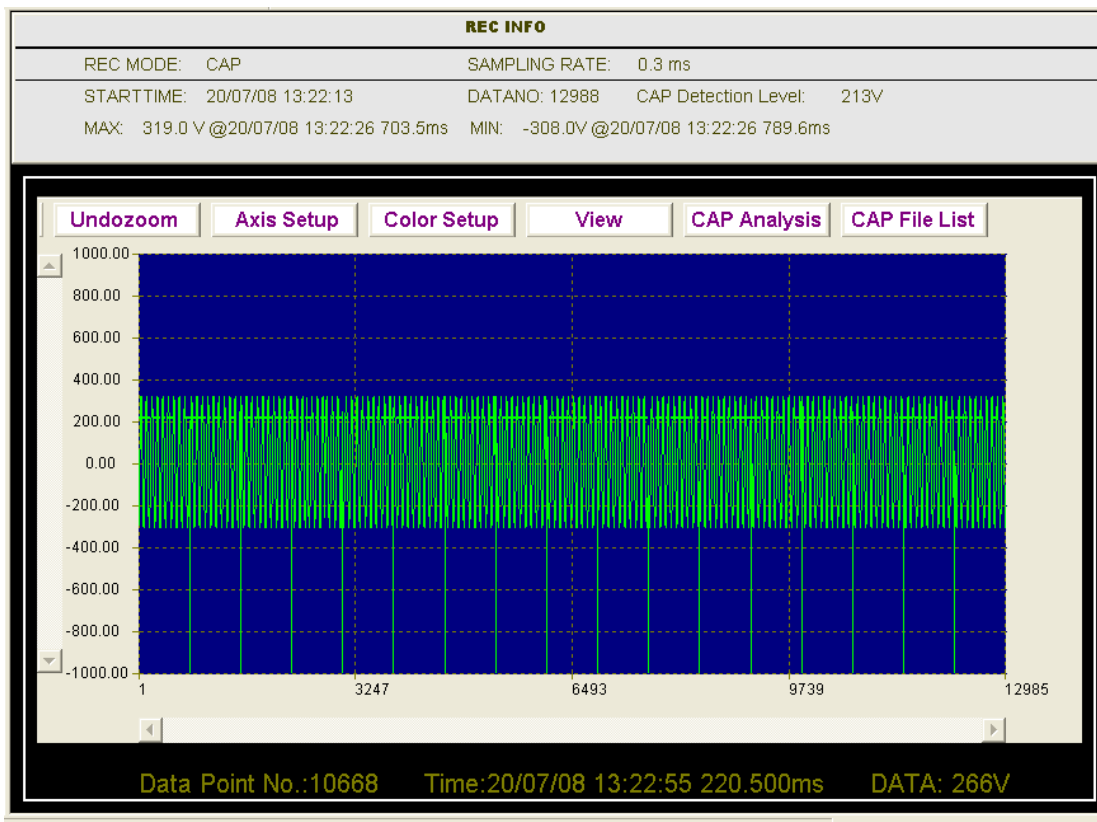 REC INFO
REC MODE: CAP SAMPLING RATE: 0.3 ms
STARTTIME: 20/07/08 13:22:13 DATANO: 12988 CAP Detection Level: 213V
MAX: 319.0 V @20/07/08 13:22:26 703.5ms MIN: -308.0V @20/07/08 13:22:26 789.6ms
Undozoom Axis Setup Color Setup View CAP Analysis CAP File List
1000.00
800.00
600.00
400.00
200.00
0.00
-200.00
-400.00
-600.00
-800.00
-1000.00
1 3247 6493 9739 12985
Data Point No.:10668 Time:20/07/08 13:22:55 220.500ms DATA: 266V